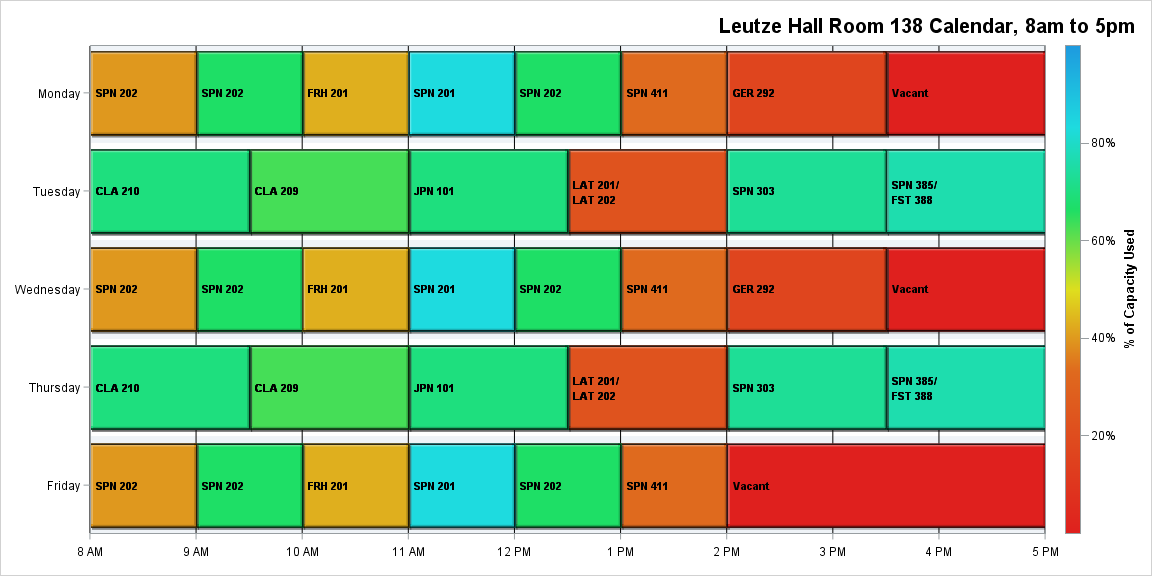 Leutze Hall Room 138 Calendar, 8am to 5pm
Monday
SPN 202
SPN 202
FRH 201
SPN 201
SPN 202
SPN 411
GER 292
Vacant
Tuesday
CLA 210
CLA 209
JPN 101
LAT 201/
LAT 202
SPN 303
SPN 385/
FST 388
Wednesday
SPN 202
SPN 202
FRH 201
SPN 201
SPN 202
SPN 411
GER 292
Vacant
Thursday
CLA 210
CLA 209
JPN 101
LAT 201/
LAT 202
SPN 303
SPN 385/
FST 388
Friday
SPN 202
SPN 202
FRH 201
SPN 201
SPN 202
SPN 411
Vacant
8 AM
9 AM
10 AM
11 AM
12 PM
1 PM
2 PM
3 PM
4 PM
5 PM
80%
60%
40%
20%
% of Capacity Used